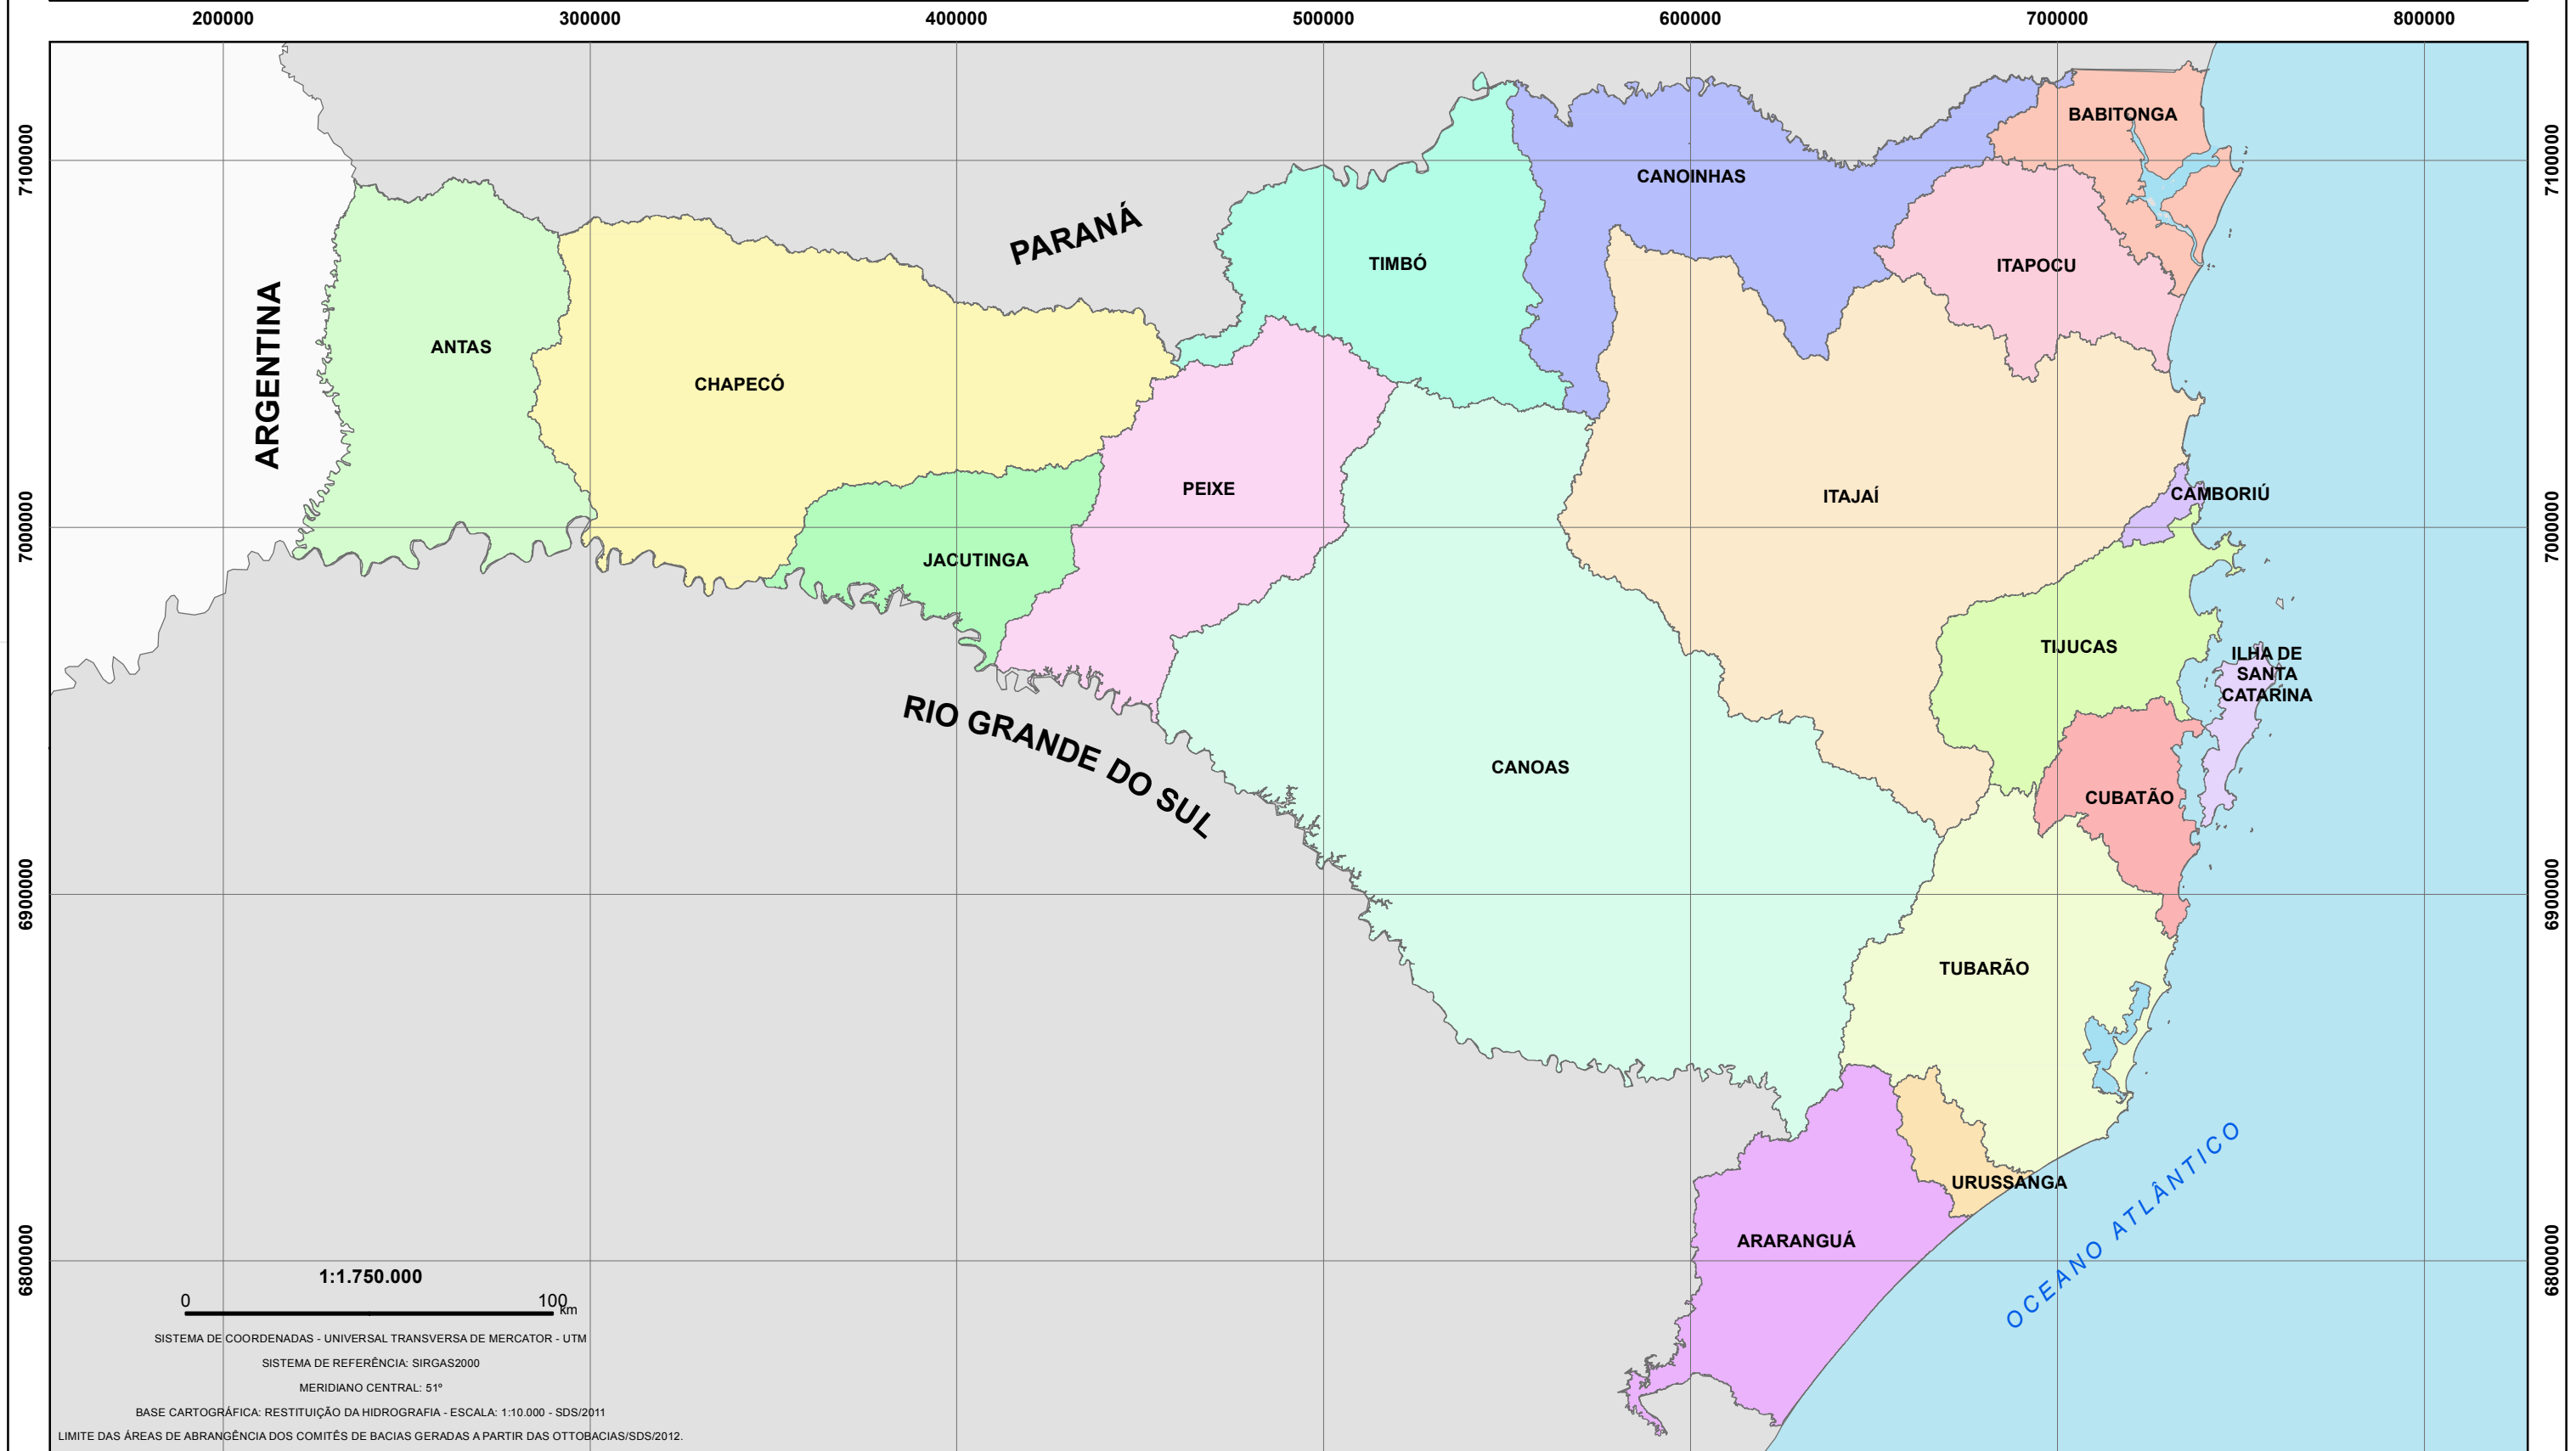 200000 300000 400000 500000 600000 700000 800000
7100000
7100000
BABITONGA
CANOINHAS
PARANÁ
TIMBÓ
ITAPOCU
ARGENTINA
ANTAS
CHAPECÓ
PEIXE
ITAJAÍ
CAMBORIÚ
7000000
7000000
JACUTINGA
TIJUCAS
ILHA DE
SANTA
CATARINA
RIO GRANDE DO SUL
CANOAS
CUBATÃO
6900000
6900000
TUBARÃO
URUSSANGA
OCEANO ATLÂNTICO
ARARANGUÁ
6800000
6800000
1:1.750.000
0 100
km
SISTEMA DE COORDENADAS - UNIVERSAL TRANSVERSA DE MERCATOR - UTM
SISTEMA DE REFERÊNCIA: SIRGAS2000
MERIDIANO CENTRAL: 51º
BASE CARTOGRÁFICA: RESTITUIÇÃO DA HIDROGRAFIA - ESCALA: 1:10.000 - SDS/2011
LIMITE DAS ÁREAS DE ABRANGÊNCIA DOS COMITÊS DE BACIAS GERADAS A PARTIR DAS OTTOBACIAS/SDS/2012.